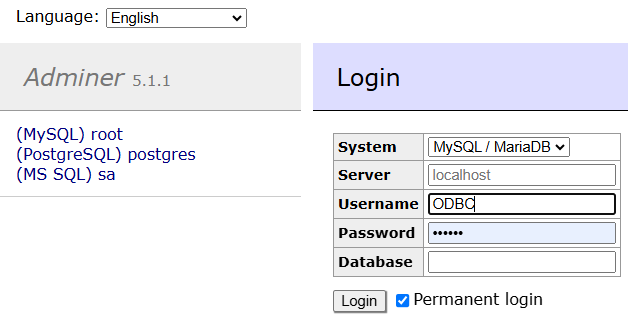 Language: English
Adminer 5.1.1
(MySQL) root
(PostgreSQL) postgres
(MS SQL) sa
Login
System MySQL / MariaDB
Server localhost
Username ODBC
Password ••••••
Database
Login Permanent login